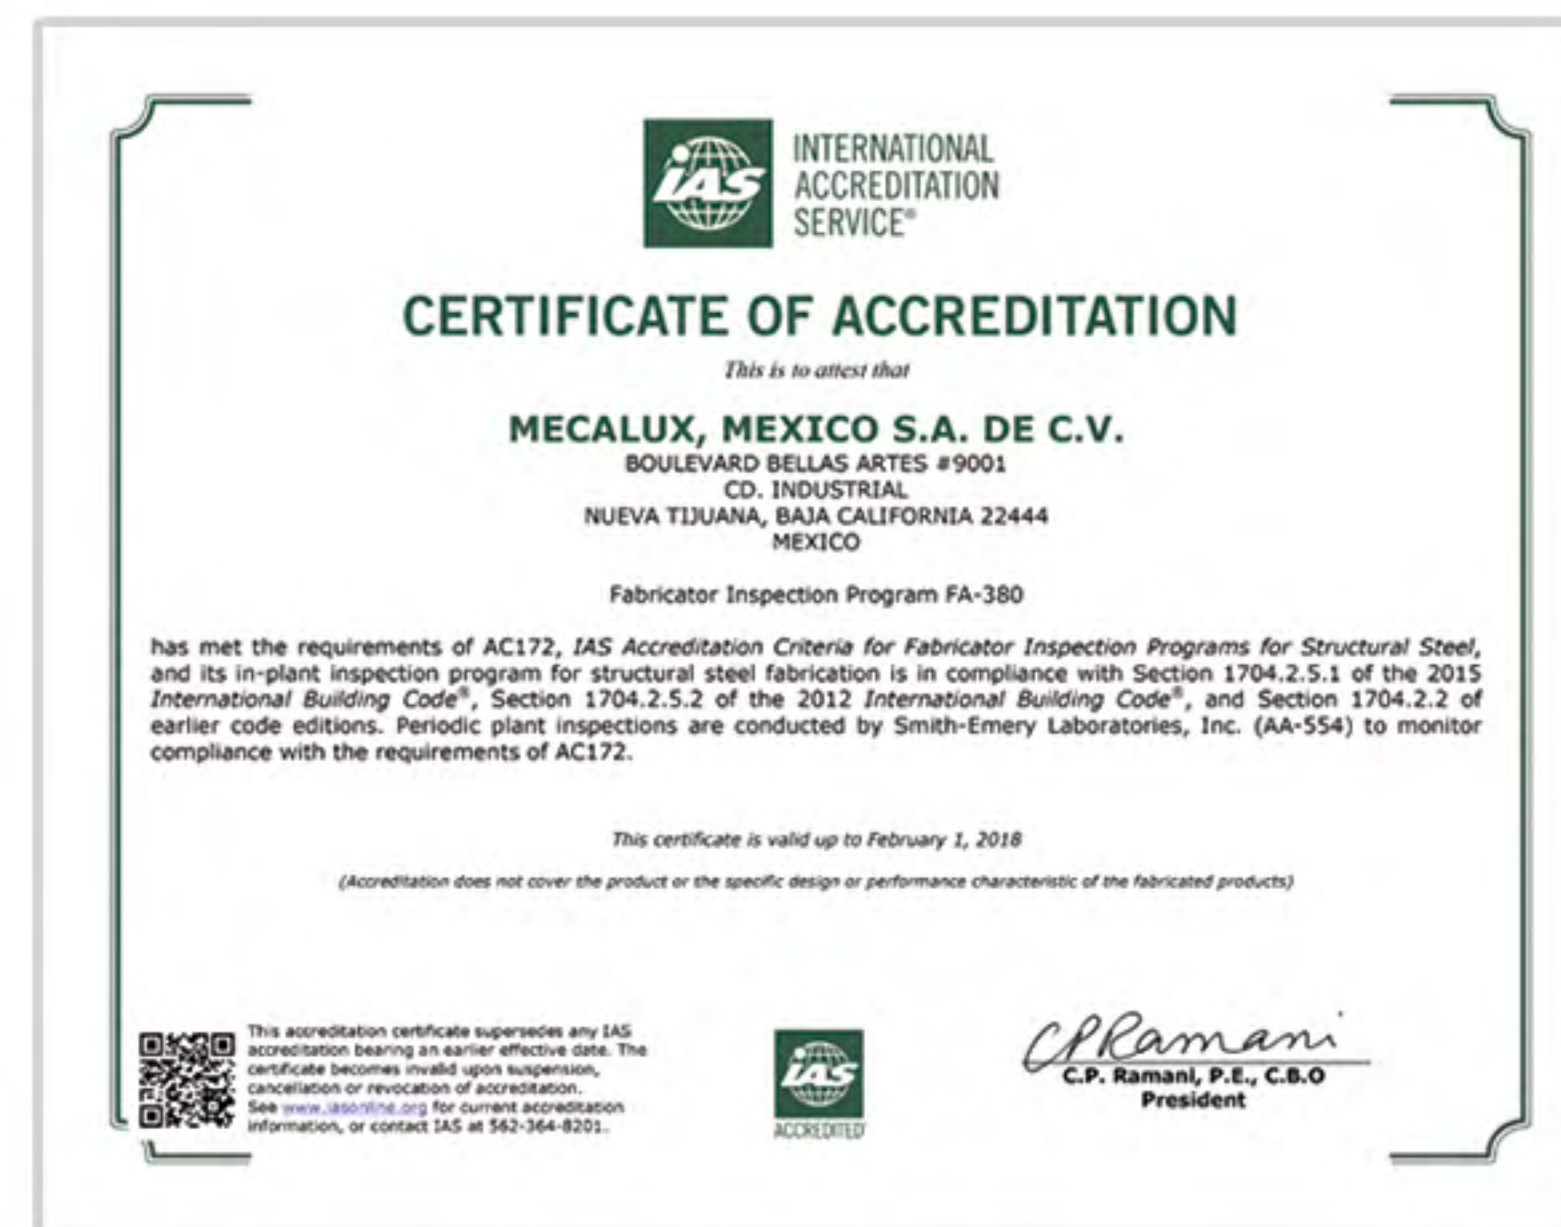 iAS
INTERNATIONAL
ACCREDITATION
SERVICE®
CERTIFICATE OF ACCREDITATION
This is to attest that
MECALUX, MEXICO S.A. DE C.V.
BOULEVARD BELLAS ARTES #9001
CD. INDUSTRIAL
NUEVA TIJUANA, BAJA CALIFORNIA 22444
MEXICO
Fabricator Inspection Program FA-380
has met the requirements of AC172, IAS Accreditation Criteria for Fabricator Inspection Programs for Structural Steel,
and its in-plant inspection program for structural steel fabrication is in compliance with Section 1704.2.5.1 of the 2015
International Building Code®, Section 1704.2.5.2 of the 2012 International Building Code®, and Section 1704.2.2 of
earlier code editions. Periodic plant inspections are conducted by Smith-Emery Laboratories, Inc. (AA-554) to monitor
compliance with the requirements of AC172.
This certificate is valid up to February 1, 2018
(Accreditation does not cover the product or the specific design or performance characteristic of the fabricated products)
This accreditation certificate supersedes any IAS
accreditation bearing an earlier effective date. The
certificate becomes invalid upon suspension,
cancellation or revocation of accreditation.
See www.iasonline.org for current accreditation
information, or contact IAS at 562-364-8201.
iAS
ACCREDITED
CPRamani
C.P. Ramani, P.E., C.B.O
President